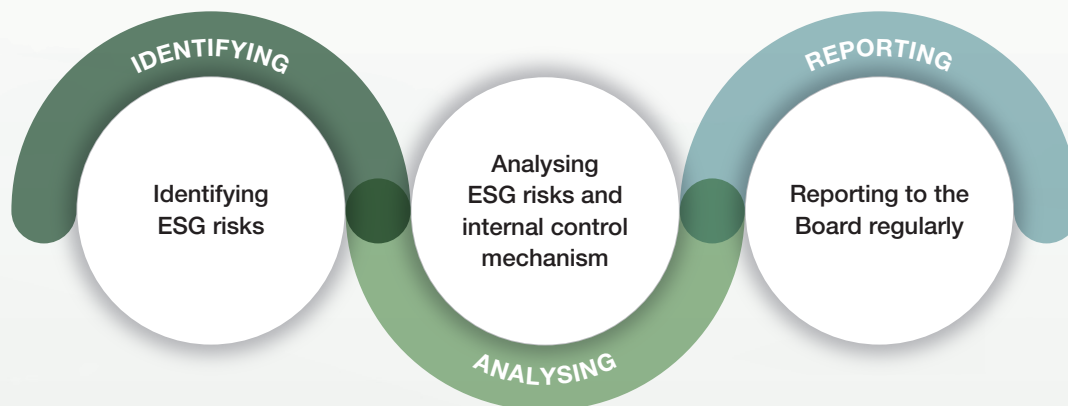 IDENTIFYING
Identifying
ESG risks
Analysing
ESG risks and
internal control
mechanism
ANALYSING
REPORTING
Reporting to the
Board regularly